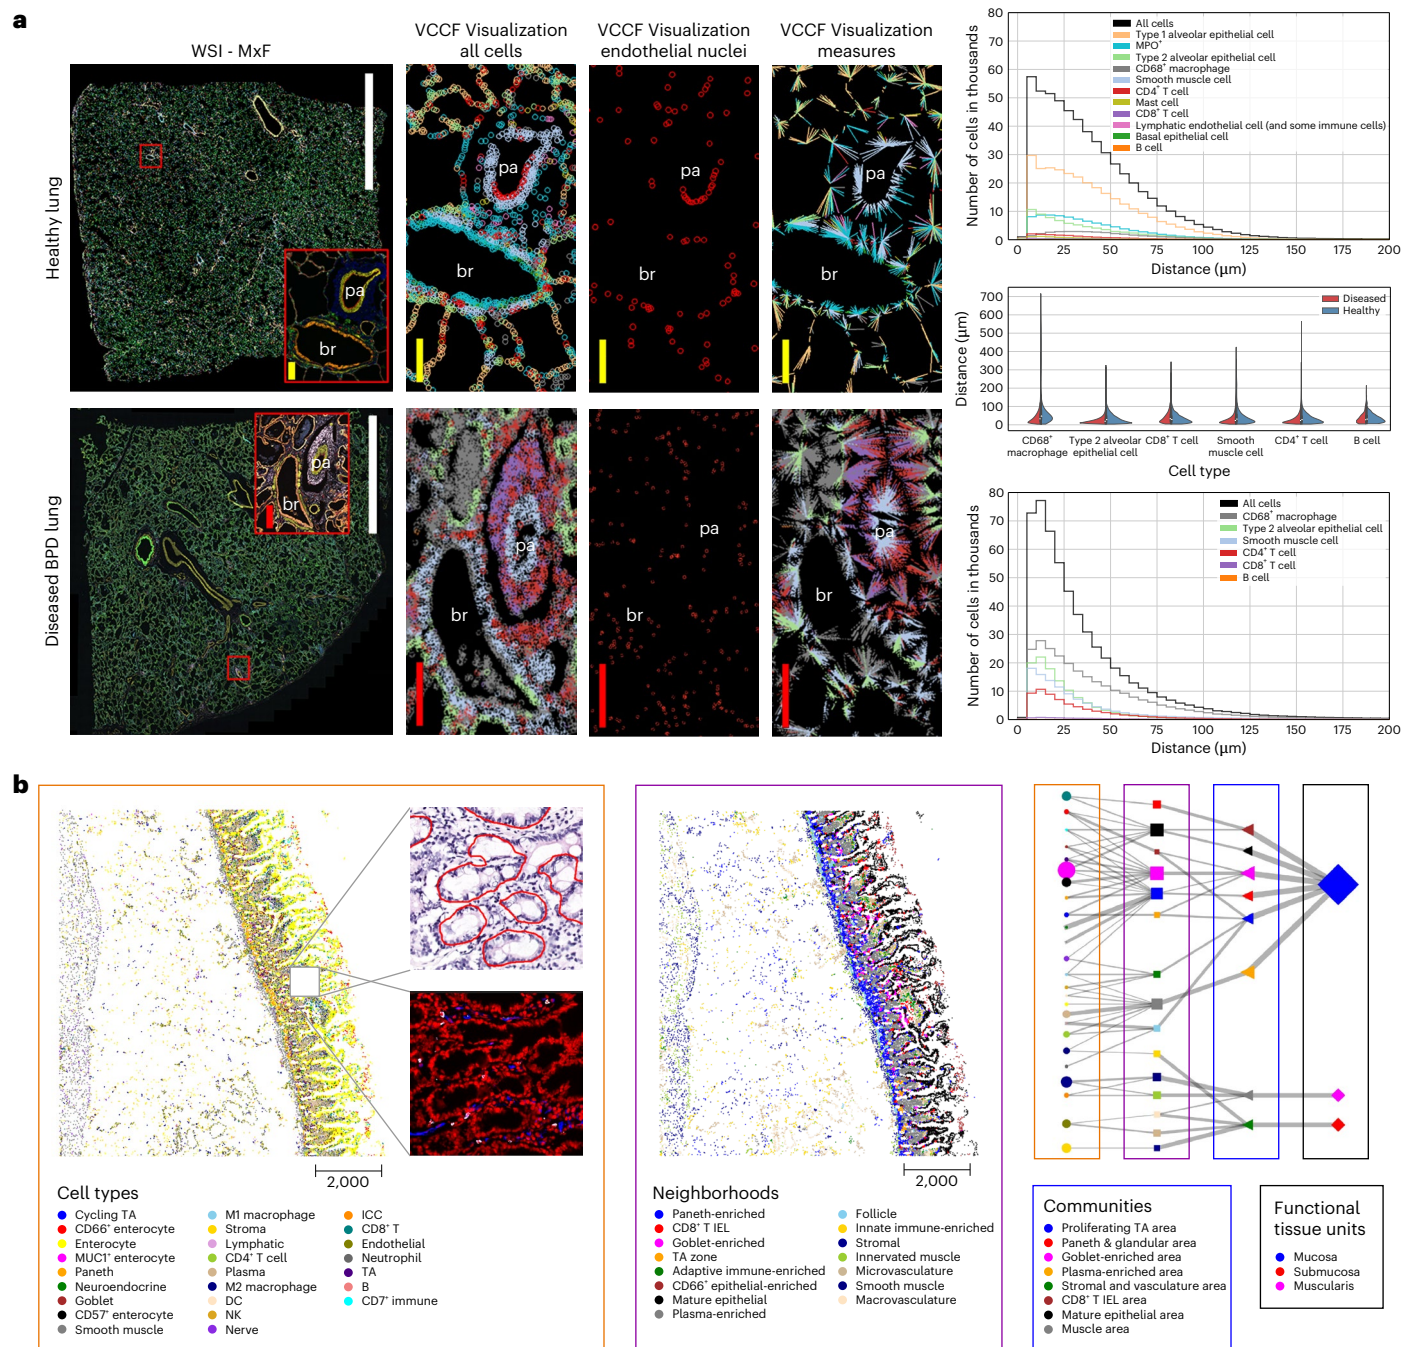 a
WSI - MxF
VCCF Visualization
all cells
VCCF Visualization
endothelial nuclei
VCCF Visualization
measures
Healthy lung
pa
br
pa
br
pa
br
pa
br
Number of cells in thousands
80
70
60
50
40
30
20
10
0
All cells
Type 1 alveolar epithelial cell
MPO⁺
Type 2 alveolar epithelial cell
CD68⁺ macrophage
Smooth muscle cell
CD4⁺ T cell
Mast cell
CD8⁺ T cell
Lymphatic endothelial cell (and some immune cells)
Basal epithelial cell
B cell
0 25 50 75 100 125 150 175 200
Distance (μm)
Distance (μm)
700
600
500
400
300
200
100
0
Diseased
Healthy
CD68⁺
macrophage
Type 2 alveolar
epithelial cell
CD8⁺ T cell
Smooth
muscle cell
CD4⁺ T cell
B cell
Cell type
Diseased BPD lung
pa
br
pa
br
pa
br
pa
br
Number of cells in thousands
80
70
60
50
40
30
20
10
0
All cells
CD68⁺ macrophage
Type 2 alveolar epithelial cell
Smooth muscle cell
CD4⁺ T cell
CD8⁺ T cell
B cell
0 25 50 75 100 125 150 175 200
Distance (μm)
b
2,000
Cell types
Cycling TA
CD66⁺ enterocyte
Enterocyte
MUC1⁺ enterocyte
Paneth
Neuroendocrine
Goblet
CD57⁺ enterocyte
Smooth muscle
M1 macrophage
Stroma
Lymphatic
CD4⁺ T cell
Plasma
M2 macrophage
DC
NK
Nerve
ICC
CD8⁺ T
Endothelial
Neutrophil
TA
B
CD7⁺ immune
2,000
Neighborhoods
Paneth-enriched
CD8⁺ T IEL
Goblet-enriched
TA zone
Adaptive immune-enriched
CD66⁺ epithelial-enriched
Mature epithelial
Plasma-enriched
Follicle
Innate immune-enriched
Stromal
Innervated muscle
Microvasculature
Smooth muscle
Macrovasculature
Communities
Proliferating TA area
Paneth & glandular area
Goblet-enriched area
Plasma-enriched area
Stromal and vasculature area
CD8⁺ T IEL area
Mature epithelial area
Muscle area
Functional
tissue units
Mucosa
Submucosa
Muscularis